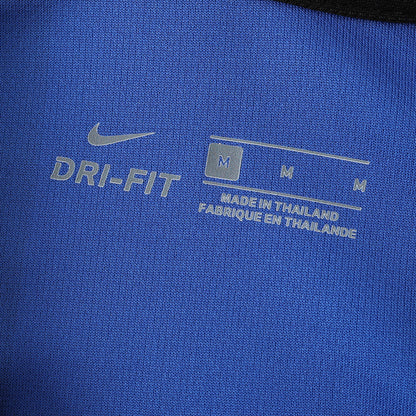 DRI-FIT
M M M
MADE IN THAILAND
FABRIQUE EN THAILANDE